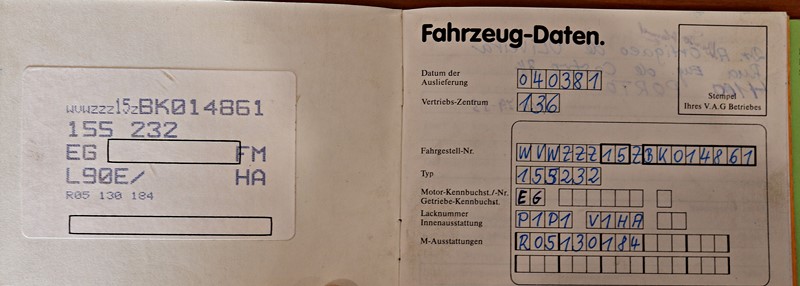 WVWZZZ15ZBK014861
155 232
EG FM
L90E/ HA
R05 130 184
Fahrzeug-Daten.
Datum der
Auslieferung 040381
Vertriebs-Zentrum 136
Stempel
Ihres V.A.G Betriebes
Fahrgestell-Nr. WVWZZZ15ZBK014861
Typ 155232
Motor-Kennbuchst./-Nr. EG
Getriebe-Kennbuchst.
Lacknummer P1P1 V1HA
Innenausstattung
M-Ausstattungen R05130184